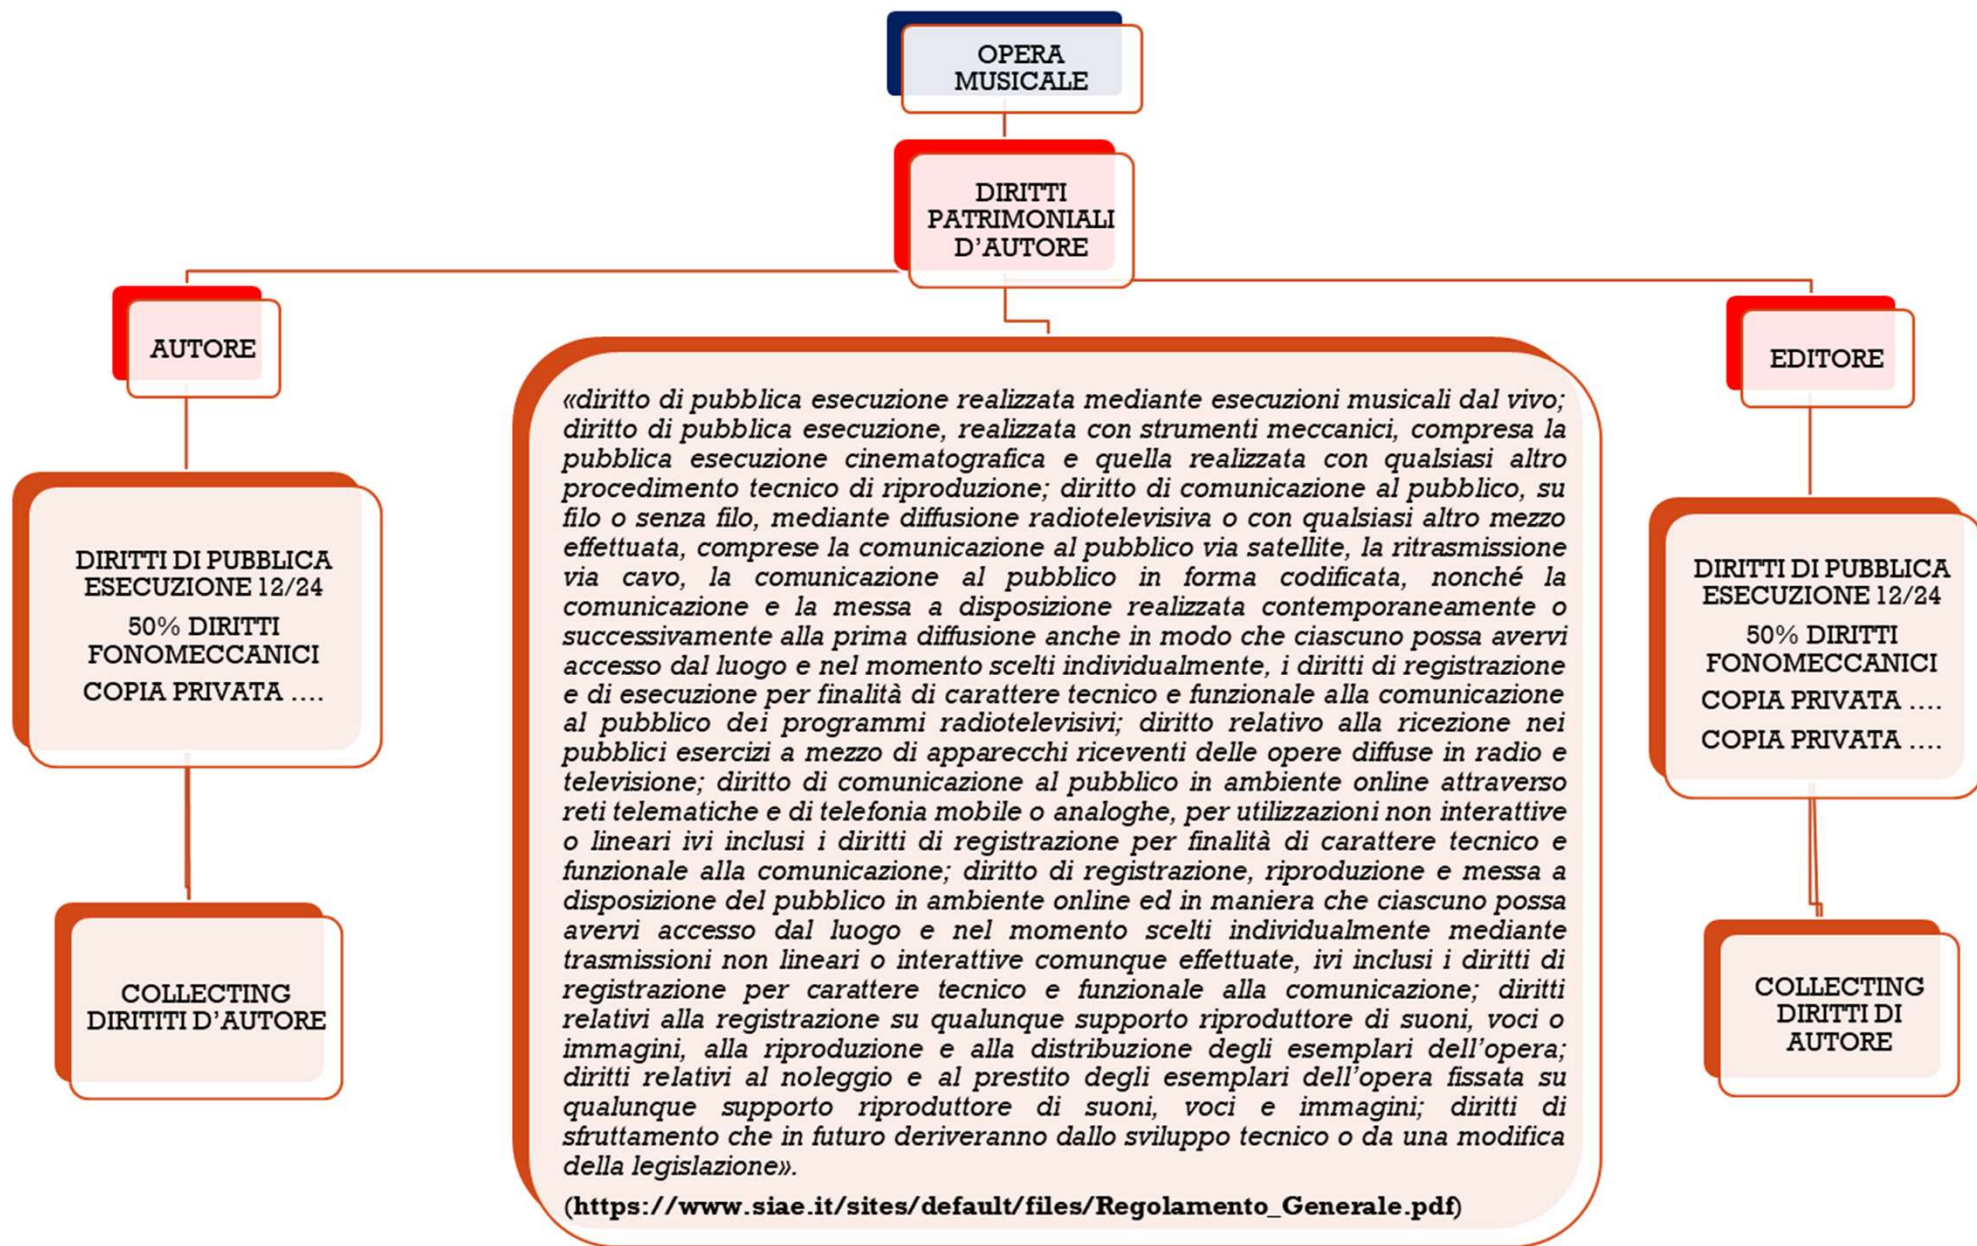 OPERA
MUSICALE
DIRITTI
PATRIMONIALI
D’AUTORE
AUTORE
DIRITTI DI PUBBLICA
ESECUZIONE 12/24
50% DIRITTI
FONOMECCANICI
COPIA PRIVATA ….
COLLECTING
DIRITITI D’AUTORE
«diritto di pubblica esecuzione realizzata mediante esecuzioni musicali dal vivo;
diritto di pubblica esecuzione, realizzata con strumenti meccanici, compresa la
pubblica esecuzione cinematografica e quella realizzata con qualsiasi altro
procedimento tecnico di riproduzione; diritto di comunicazione al pubblico, su
filo o senza filo, mediante diffusione radiotelevisiva o con qualsiasi altro mezzo
effettuata, comprese la comunicazione al pubblico via satellite, la ritrasmissione
via cavo, la comunicazione al pubblico in forma codificata, nonché la
comunicazione e la messa a disposizione realizzata contemporaneamente o
successivamente alla prima diffusione anche in modo che ciascuno possa avervi
accesso dal luogo e nel momento scelti individualmente, i diritti di registrazione
e di esecuzione per finalità di carattere tecnico e funzionale alla comunicazione
al pubblico dei programmi radiotelevisivi; diritto relativo alla ricezione nei
pubblici esercizi a mezzo di apparecchi riceventi delle opere diffuse in radio e
televisione; diritto di comunicazione al pubblico in ambiente online attraverso
reti telematiche e di telefonia mobile o analoghe, per utilizzazioni non interattive
o lineari ivi inclusi i diritti di registrazione per finalità di carattere tecnico e
funzionale alla comunicazione; diritto di registrazione, riproduzione e messa a
disposizione del pubblico in ambiente online ed in maniera che ciascuno possa
avervi accesso dal luogo e nel momento scelti individualmente mediante
trasmissioni non lineari o interattive comunque effettuate, ivi inclusi i diritti di
registrazione per carattere tecnico e funzionale alla comunicazione; diritti
relativi alla registrazione su qualunque supporto riproduttore di suoni, voci o
immagini, alla riproduzione e alla distribuzione degli esemplari dell’opera;
diritti relativi al noleggio e al prestito degli esemplari dell’opera fissata su
qualunque supporto riproduttore di suoni, voci e immagini; diritti di
sfruttamento che in futuro deriveranno dallo sviluppo tecnico o da una modifica
della legislazione».
(https://www.siae.it/sites/default/files/Regolamento_Generale.pdf)
EDITORE
DIRITTI DI PUBBLICA
ESECUZIONE 12/24
50% DIRITTI
FONOMECCANICI
COPIA PRIVATA ….
COPIA PRIVATA ….
COLLECTING
DIRITTI DI
AUTORE